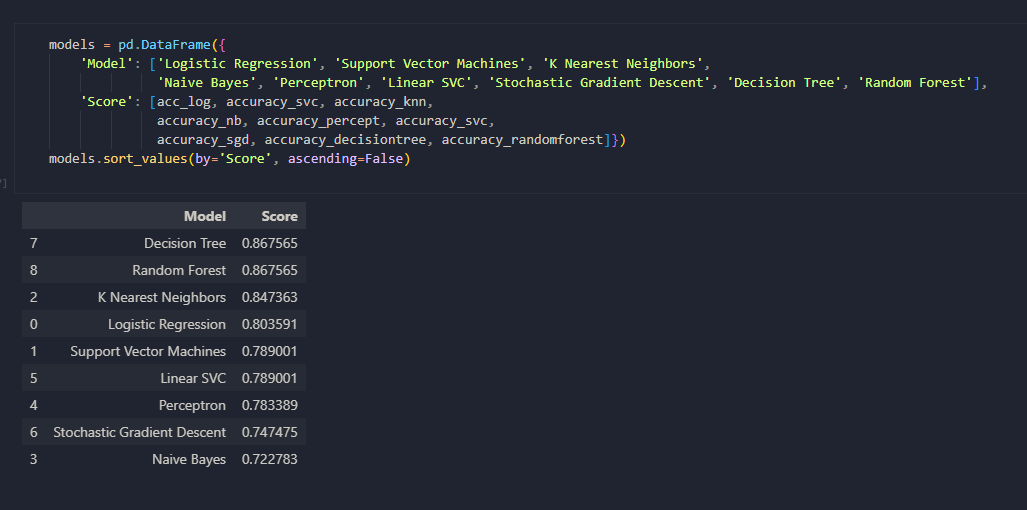 models = pd.DataFrame({
'Model': ['Logistic Regression', 'Support Vector Machines', 'K Nearest Neighbors',
'Naive Bayes', 'Perceptron', 'Linear SVC', 'Stochastic Gradient Descent', 'Decision Tree', 'Random Forest'],
'Score': [acc_log, accuracy_svc, accuracy_knn,
accuracy_nb, accuracy_percept, accuracy_svc,
accuracy_sgd, accuracy_decisiontree, accuracy_randomforest]})
models.sort_values(by='Score', ascending=False)
]
Model Score
7 Decision Tree 0.867565
8 Random Forest 0.867565
2 K Nearest Neighbors 0.847363
0 Logistic Regression 0.803591
1 Support Vector Machines 0.789001
5 Linear SVC 0.789001
4 Perceptron 0.783389
6 Stochastic Gradient Descent 0.747475
3 Naive Bayes 0.722783